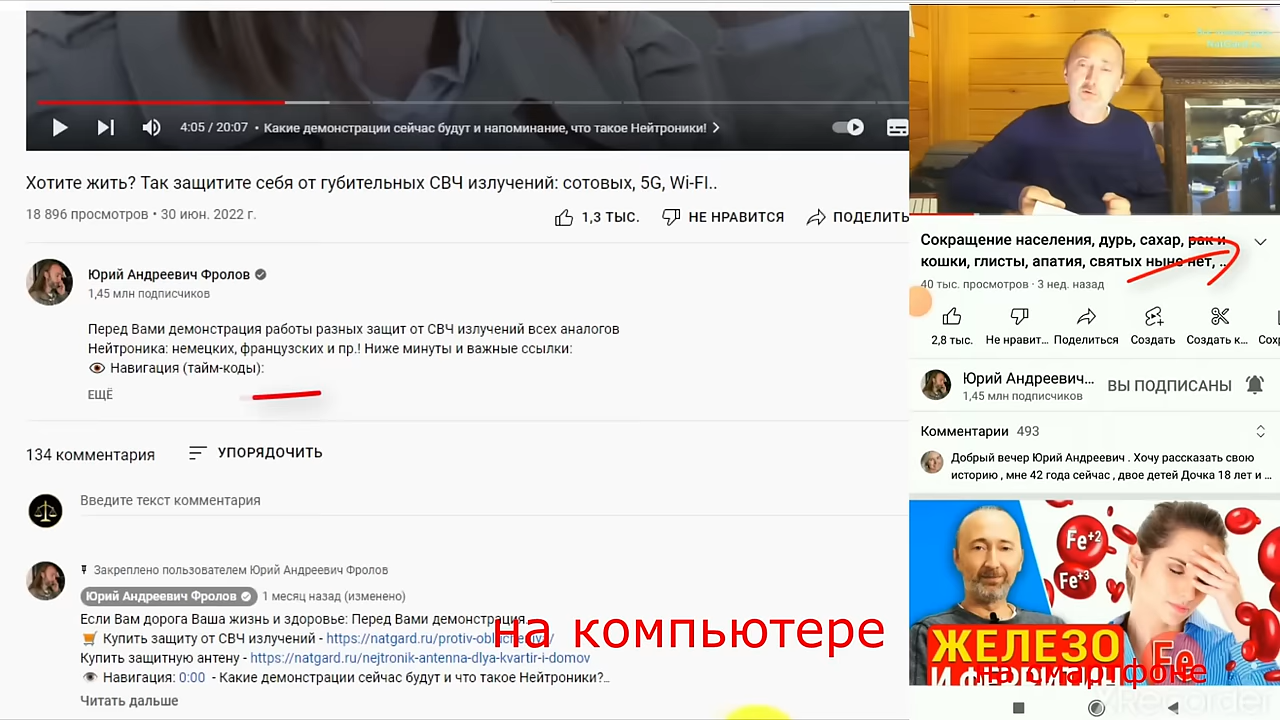 4:05 / 20:07 • Какие демонстрации сейчас будут и напоминание, что такое Нейтроники!
Хотите жить? Так защитите себя от губительных СВЧ излучений: сотовых, 5G, Wi-FI..
18 896 просмотров • 30 июн. 2022 г.
1,3 ТЫС. НЕ НРАВИТСЯ ПОДЕЛИТЬ
Юрий Андреевич Фролов
1,45 млн подписчиков
Перед Вами демонстрация работы разных защит от СВЧ излучений всех аналогов
Нейтроника: немецких, французских и пр.! Ниже минуты и важные ссылки:
Навигация (тайм-коды):
ЕЩЁ
134 комментария
УПОРЯДОЧИТЬ
Введите текст комментария
Закреплено пользователем Юрий Андреевич Фролов
Юрий Андреевич Фролов 1 месяц назад (изменено)
Если Вам дорога Ваша жизнь и здоровье: Перед Вами демонстрация
Купить защиту от СВЧ излучений - https://natgard.ru/protiv-obl
Купить защитную антену - https://natgard.ru/nejtronik-antenna-dlya-kvartir-i-domov
Навигация: 0:00 - Какие демонстрации сейчас будут и что такое Нейтроники?..
Читать дальше
на компьютере
Сокращение населения, дурь, сахар, рак и
кошки, глисты, апатия, святых ныне нет, ...
40 тыс. просмотров · 3 нед. назад
2,8 тыс. Не нравит... Поделиться Создать Создать к... Сохр
Юрий Андреевич...
1,45 млн подписчиков
ВЫ ПОДПИСАНЫ
Комментарии 493
Добрый вечер Юрий Андреевич . Хочу рассказать свою
историю , мне 42 года сейчас , двое детей Дочка 18 лет и ...
Fe+2
Fe+3
ЖЕЛЕЗО
Fe
XRecorder